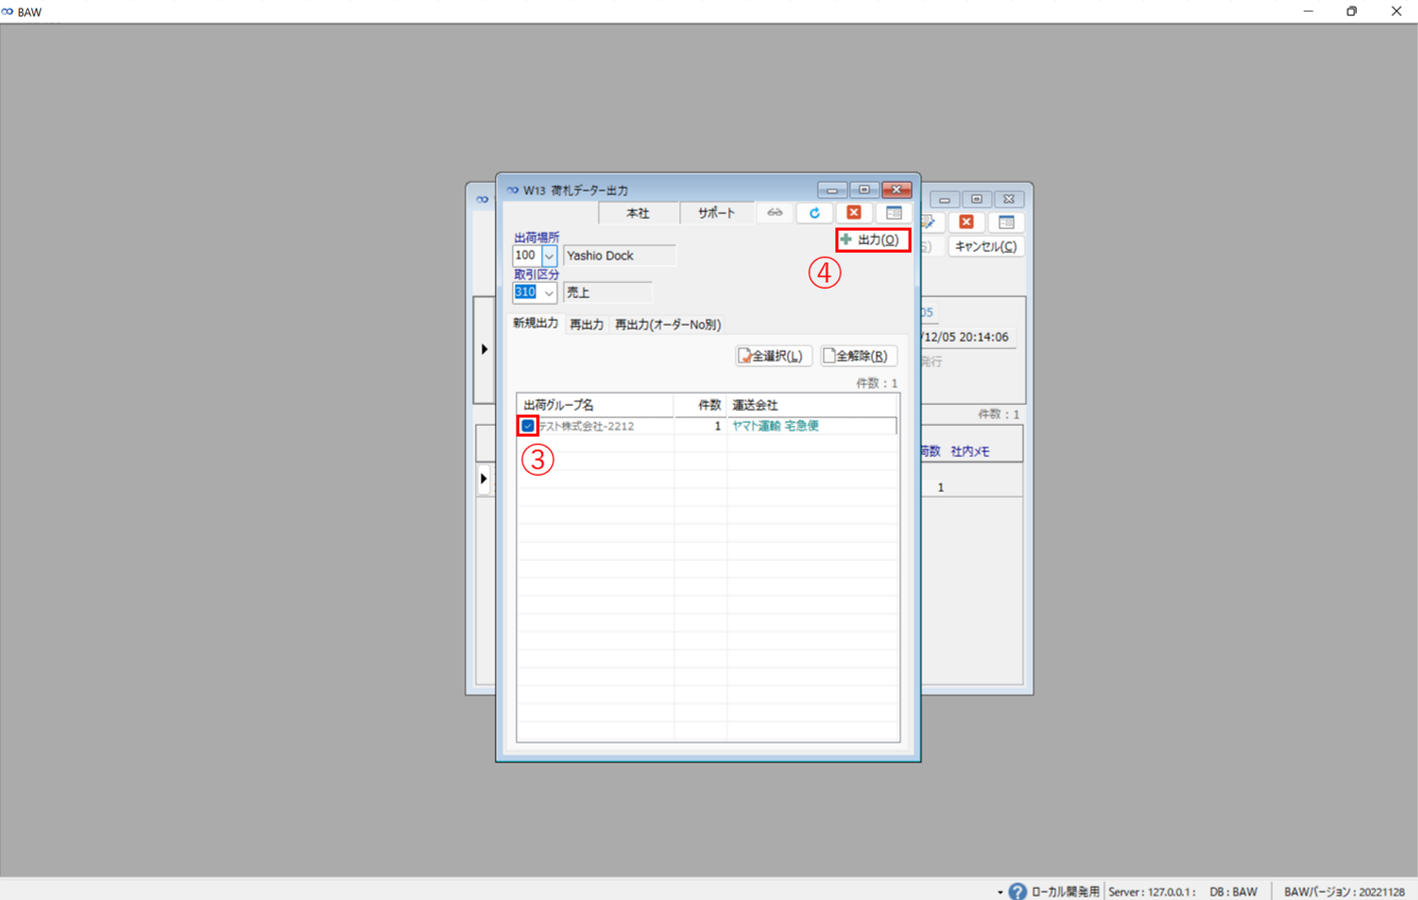 BAW
W13 荷札データー出力
本社 サポート
出荷場所
出力(O)
100 Yashio Dock
④
取引区分
310 売上
新規出力 再出力 再出力(オーダーNo別)
全選択(L) 全解除(R)
件数：1
出荷グループ名 件数 運送会社
テスト株式会社-2212 1 ヤマト運輸 宅急便
③
S) キャンセル(C)
05
/12/05 20:14:06
発行
件数：1
荷数 社内メモ
1
ローカル開発用 Server : 127.0.0.1 : DB : BAW BAWバージョン : 20221128